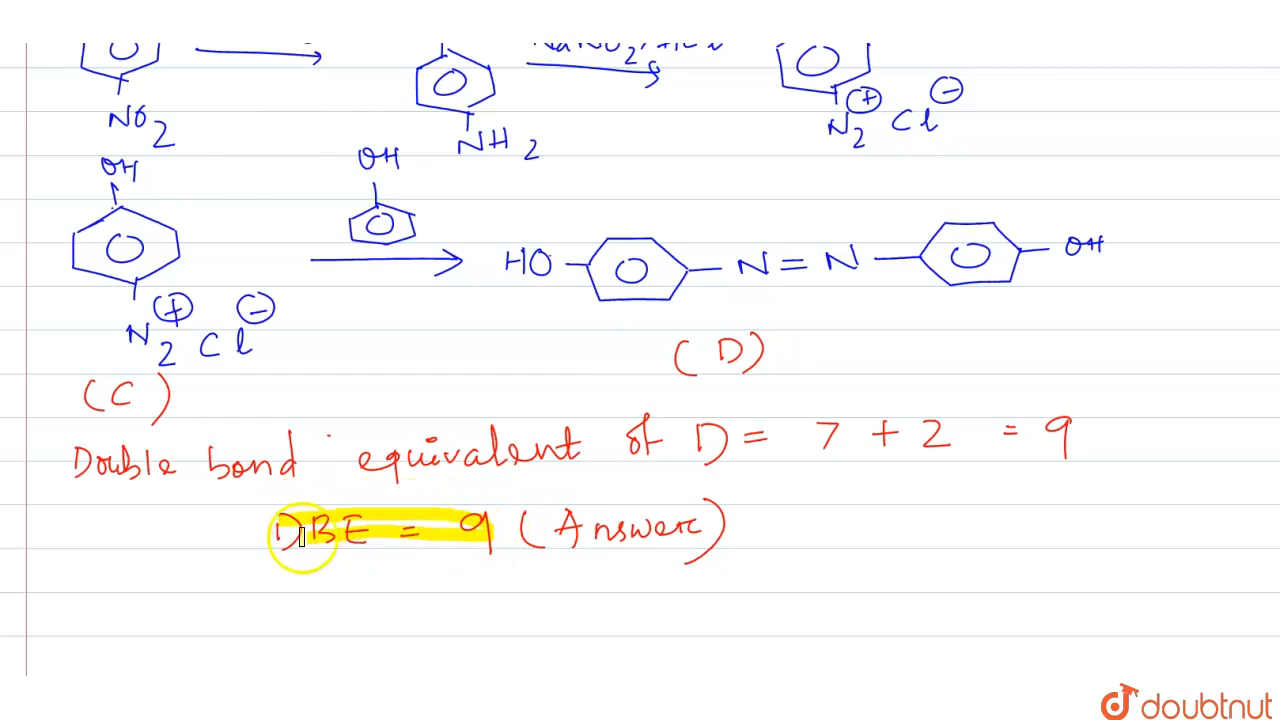 NO2
NH2
N2⊕ Cl⊖
OH
OH
HO N = N OH
N2⊕ Cl⊖
(D)
(C)
Double bond equivalent of D = 7 + 2 = 9
DBE = 9 (Answer)
doubtnut